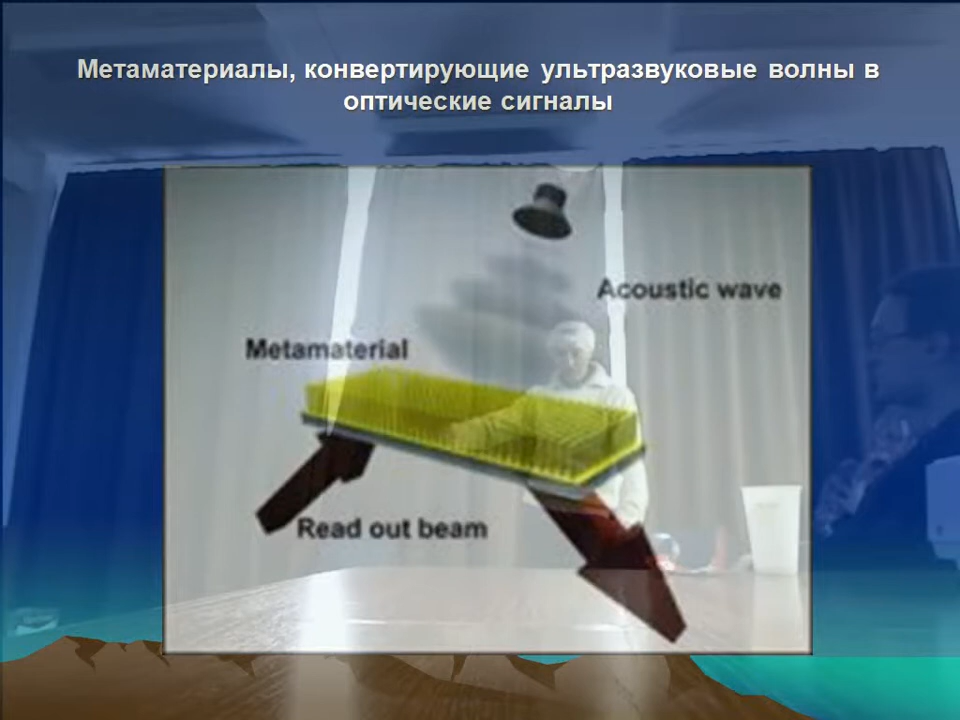 Метаматериалы, конвертирующие ультразвуковые волны в
оптические сигналы
Acoustic wave
Metamaterial
Read out beam